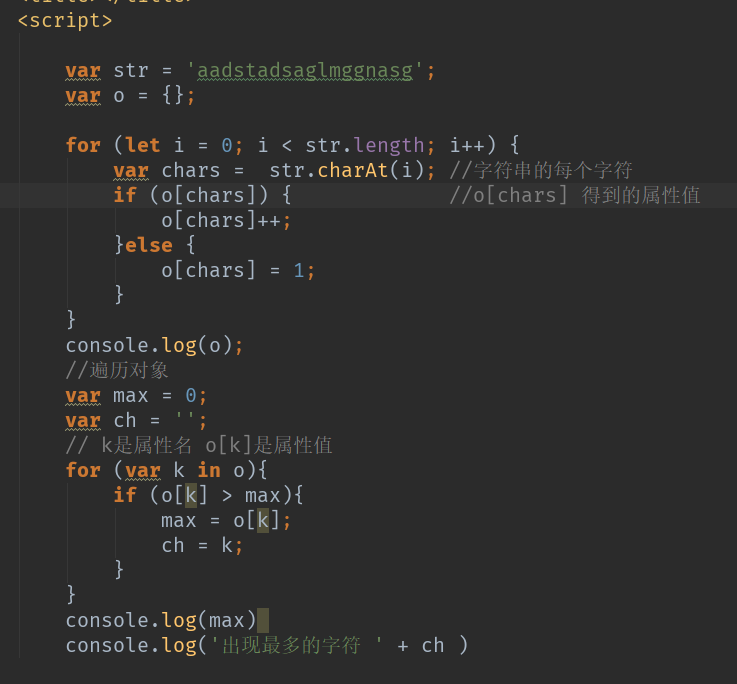 <script>
var str = 'aadstadsaglmggnasg';
var o = {};
for (let i = 0; i < str.length; i++) {
var chars =  str.charAt(i); //字符串的每个字符
if (o[chars]) {             //o[chars] 得到的属性值
o[chars]++;
}else {
o[chars] = 1;
}
}
console.log(o);
//遍历对象
var max = 0;
var ch = '';
// k是属性名 o[k]是属性值
for (var k in o){
if (o[k] > max){
max = o[k];
ch = k;
}
}
console.log(max)
console.log('出现最多的字符 ' + ch )